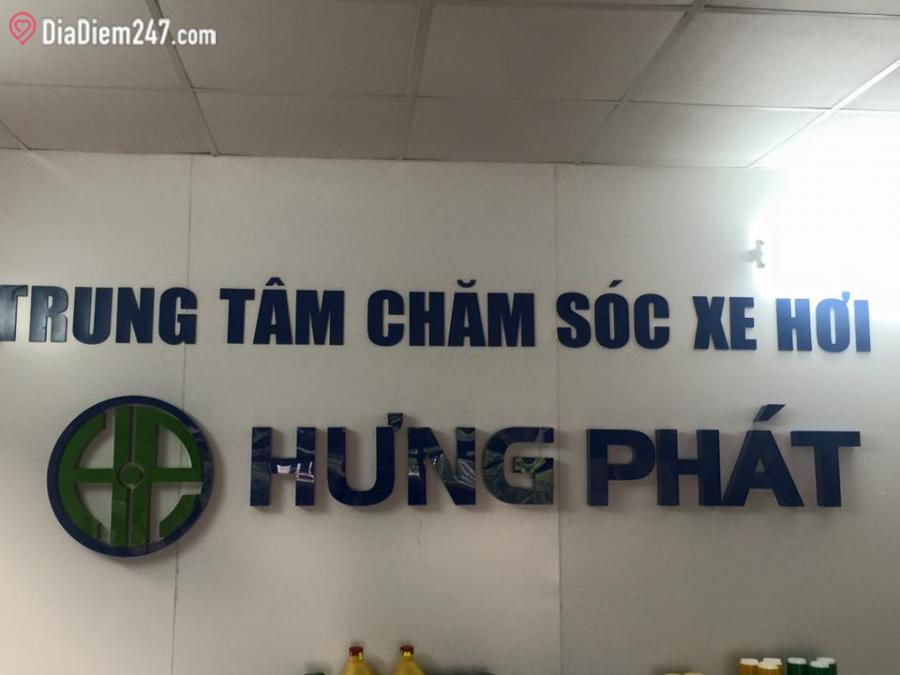 DiaDiem247.com
TRUNG TÂM CHĂM SÓC XE HƠI
HƯNG PHÁT